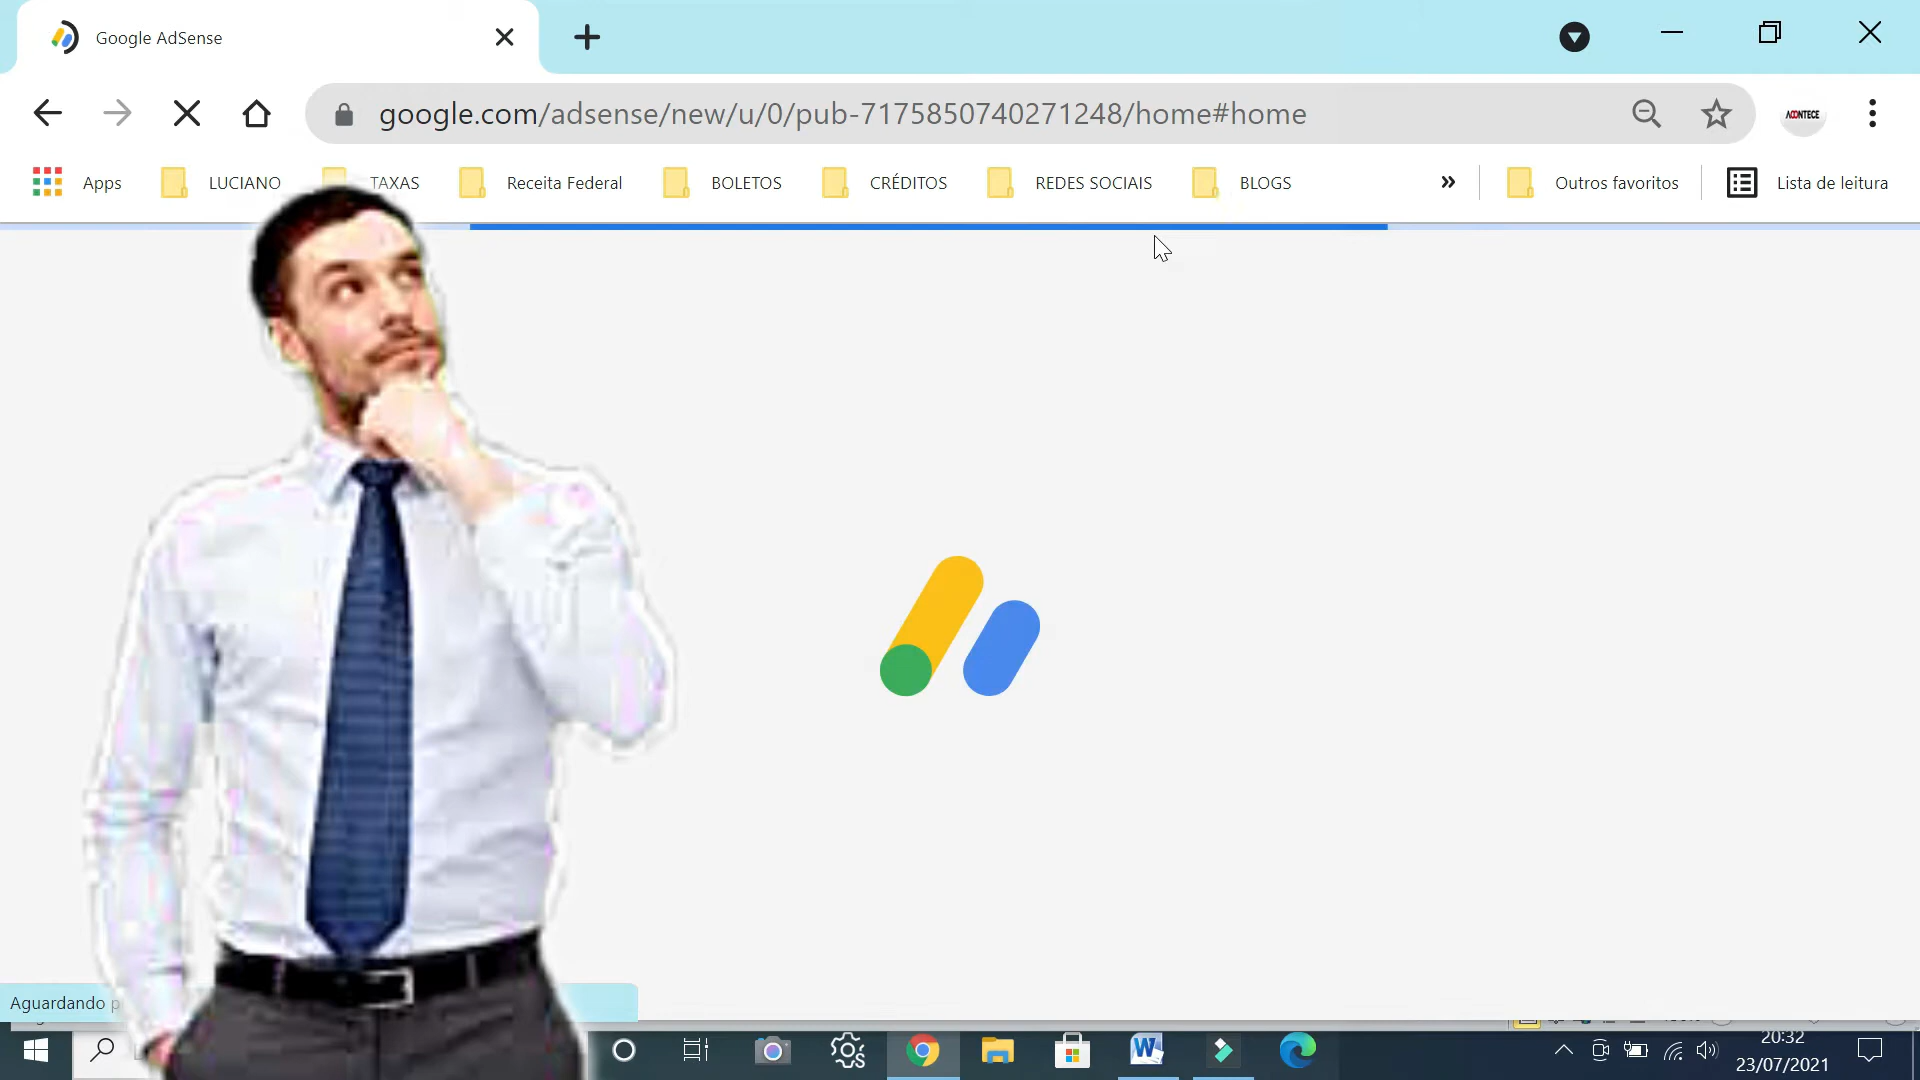 Google AdSense
google.com/adsense/new/u/0/pub-7175850740271248/home#home
AONTECE
Apps LUCIANO TAXAS Receita Federal BOLETOS CRÉDITOS REDES SOCIAIS BLOGS » Outros favoritos Lista de leitura
Aguardando p
20:32
23/07/2021